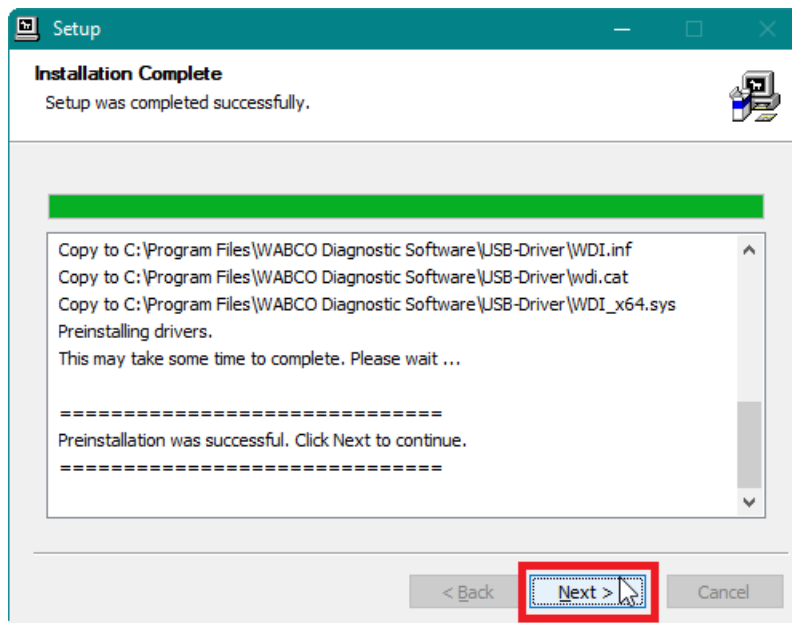 Setup
Installation Complete
Setup was completed successfully.
Copy to C:\Program Files\WABCO Diagnostic Software\USB-Driver\WDI.inf
Copy to C:\Program Files\WABCO Diagnostic Software\USB-Driver\wdi.cat
Copy to C:\Program Files\WABCO Diagnostic Software\USB-Driver\WDI_x64.sys
Preinstalling drivers.
This may take some time to complete. Please wait ...
==============================
Preinstallation was successful. Click Next to continue.
==============================
< Back
Next >
Cancel